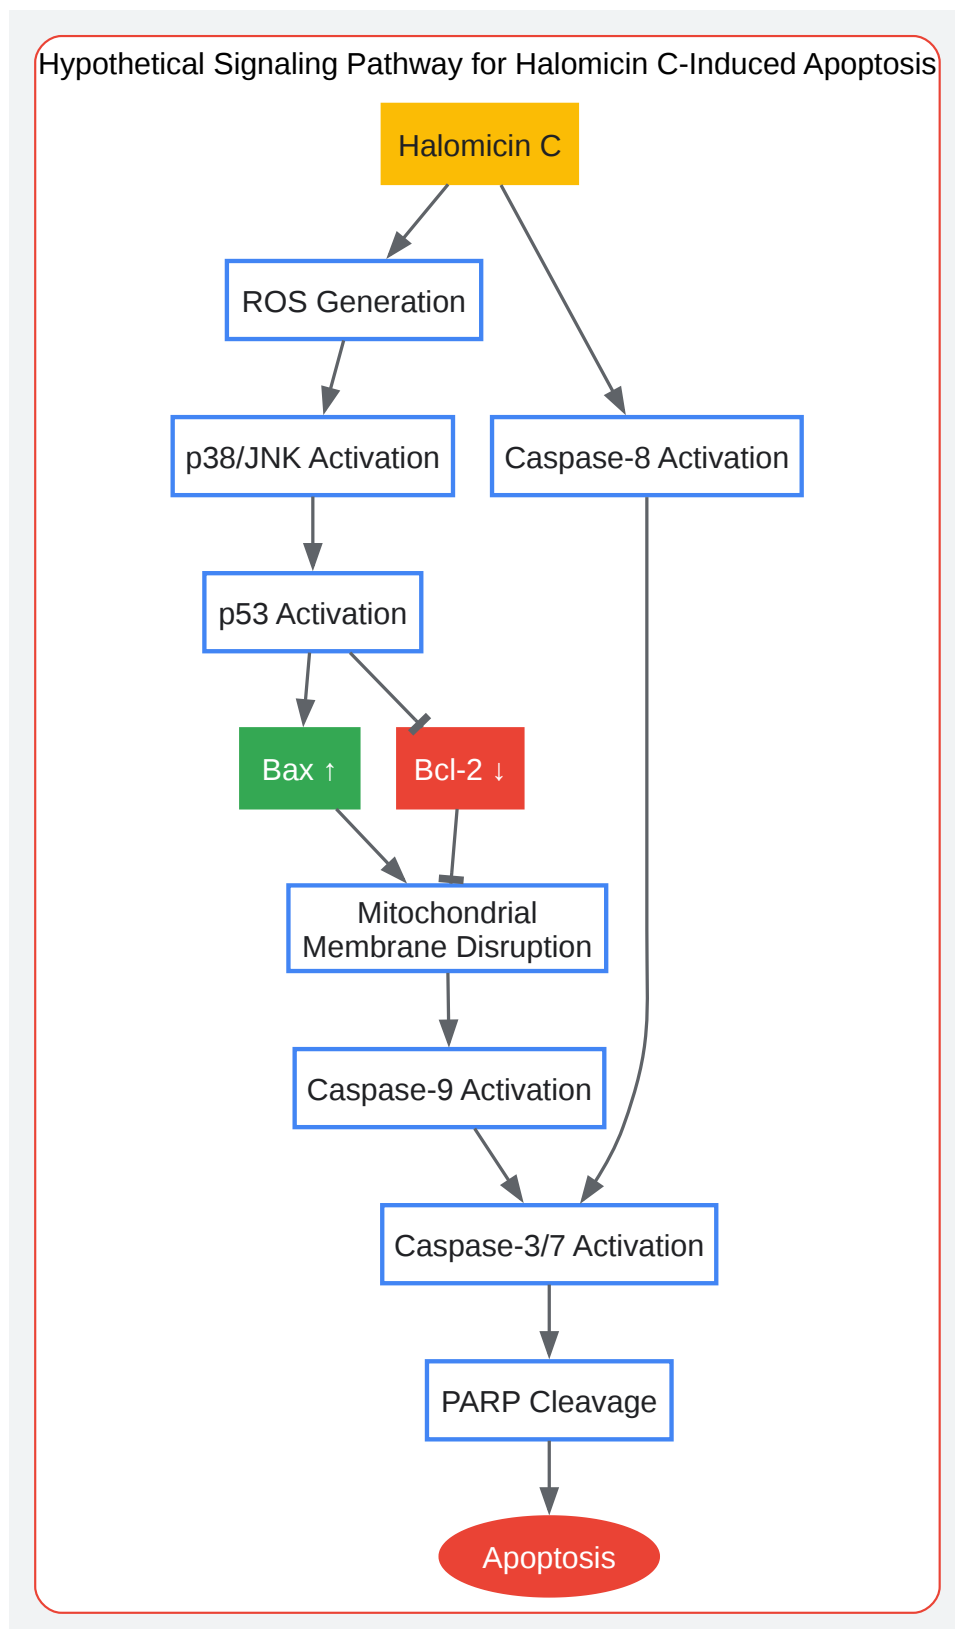 Hypothetical Signaling Pathway for Halomicin C-Induced Apoptosis
Halomicin C
ROS Generation
p38/JNK Activation
Caspase-8 Activation
p53 Activation
Bax ↑
Bcl-2 ↓
Mitochondrial
Membrane Disruption
Caspase-9 Activation
Caspase-3/7 Activation
PARP Cleavage
Apoptosis